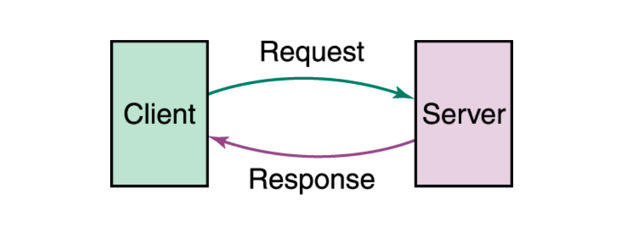 Request
Client
Server
Response